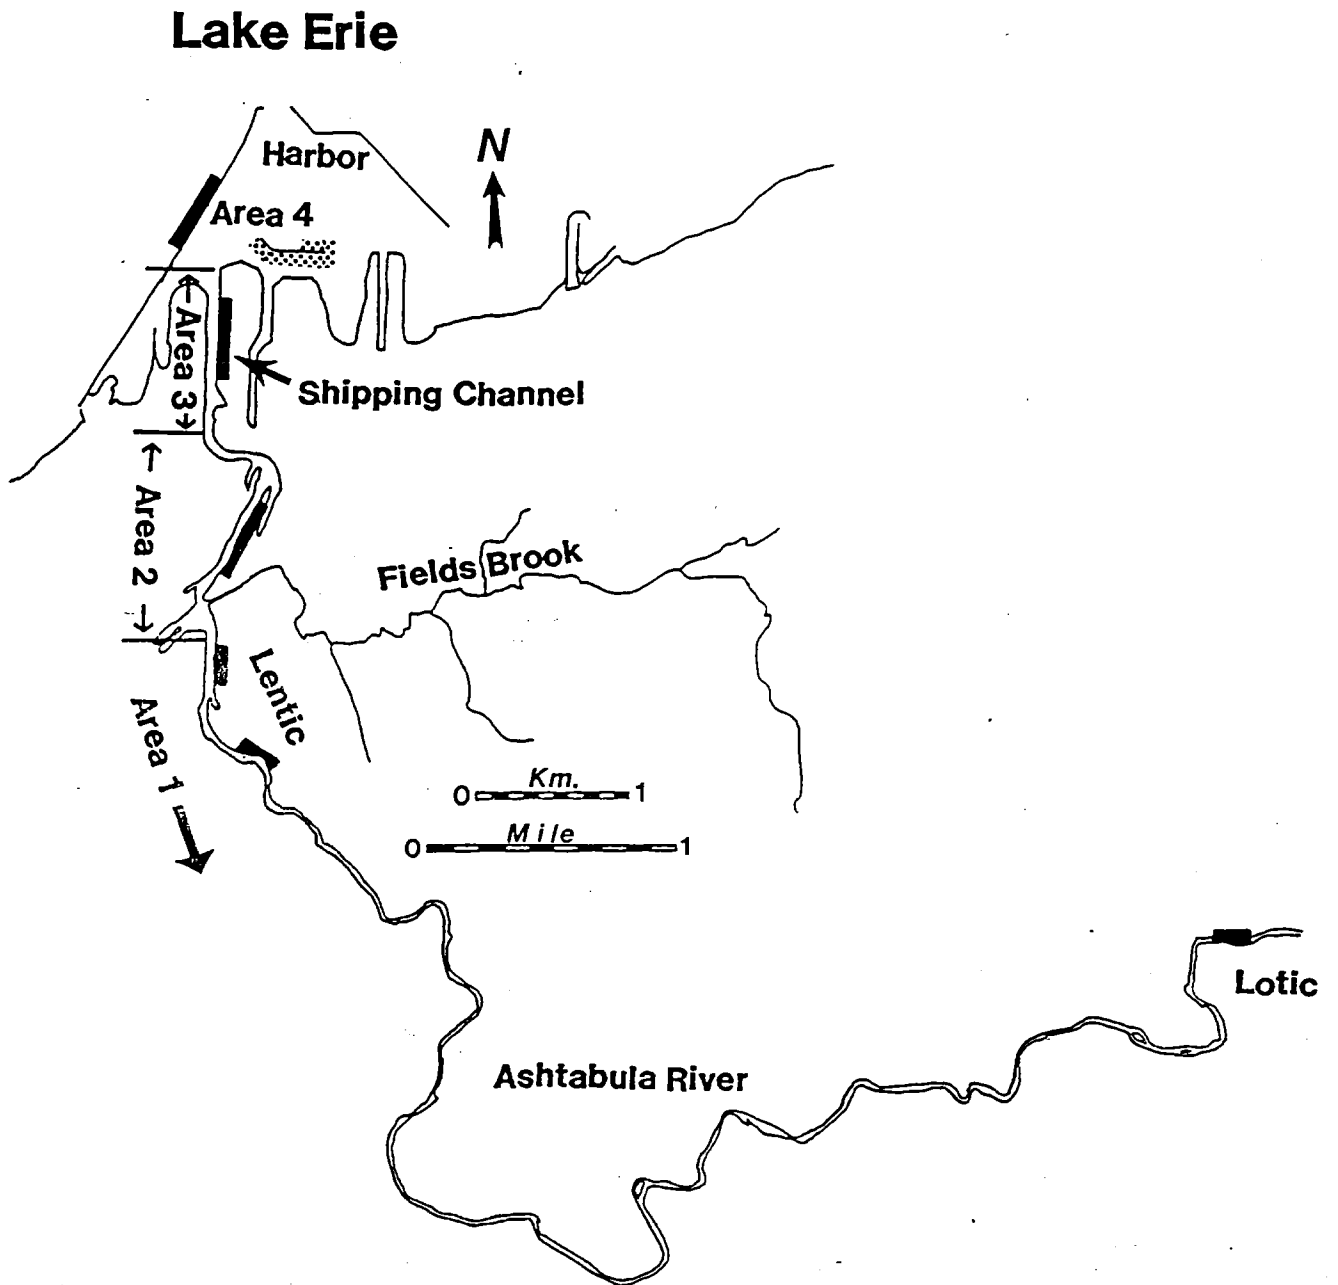 Lake Erie
Harbor
N
Area 4
← Area 3 →
Shipping Channel
← Area 2 →
Fields Brook
Lentic
Area 1
Km.
0 1
Mile
0 1
Lotic
Ashtabula River